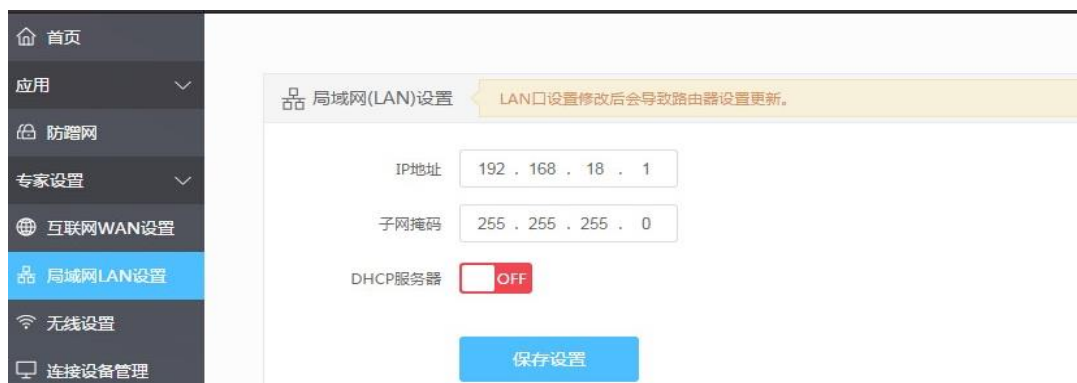 首页
应用
防蹭网
专家设置
互联网WAN设置
局域网LAN设置
无线设置
连接设备管理
局域网(LAN)设置
LAN口设置修改后会导致路由器设置更新。
IP地址 192 . 168 . 18 . 1
子网掩码 255 . 255 . 255 . 0
DHCP服务器 OFF
保存设置